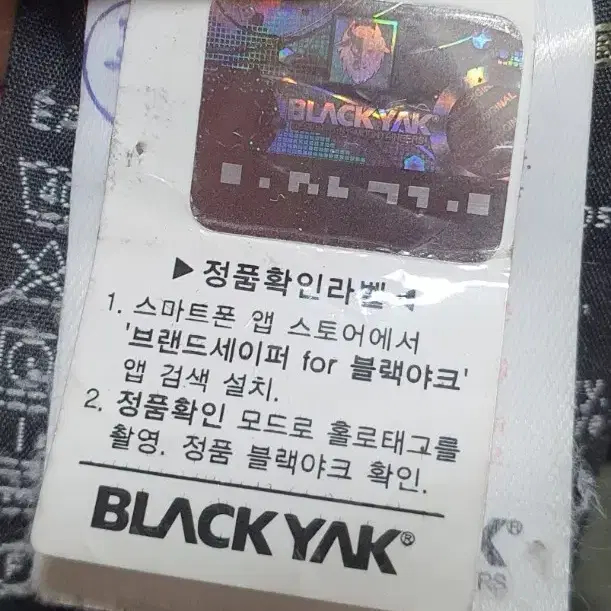 BLACKYAK
▶ 정품확인라벨 ◀
1. 스마트폰 앱 스토어에서
'브랜드세이퍼 for 블랙야크'
앱 검색 설치.
2. 정품확인 모드로 홀로태그를
촬영. 정품 블랙야크 확인.
BLACKYAK®
K®
RS